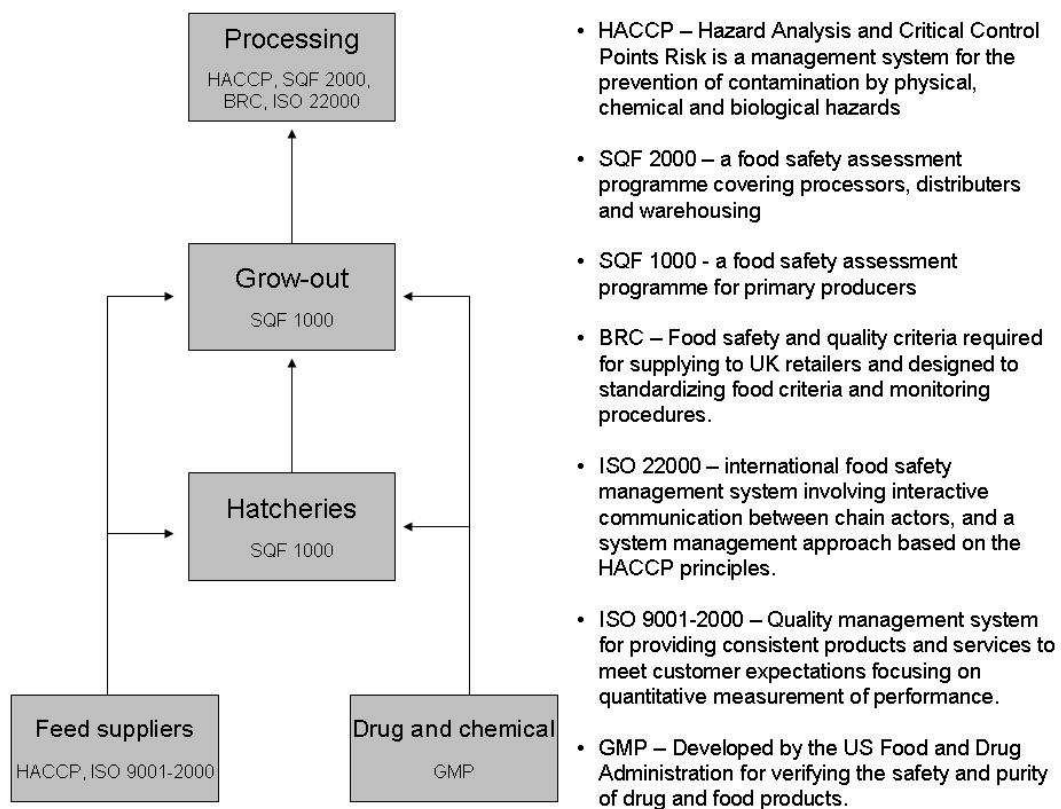 Processing
HACCP, SQF 2000,
BRC, ISO 22000
Grow-out
SQF 1000
Hatcheries
SQF 1000
Feed suppliers
HACCP, ISO 9001-2000
Drug and chemical
GMP
• HACCP – Hazard Analysis and Critical Control
Points Risk is a management system for the
prevention of contamination by physical,
chemical and biological hazards
• SQF 2000 – a food safety assessment
programme covering processors, distributers
and warehousing
• SQF 1000 - a food safety assessment
programme for primary producers
• BRC – Food safety and quality criteria required
for supplying to UK retailers and designed to
standardizing food criteria and monitoring
procedures.
• ISO 22000 – international food safety
management system involving interactive
communication between chain actors, and a
system management approach based on the
HACCP principles.
• ISO 9001-2000 – Quality management system
for providing consistent products and services to
meet customer expectations focusing on
quantitative measurement of performance.
• GMP – Developed by the US Food and Drug
Administration for verifying the safety and purity
of drug and food products.